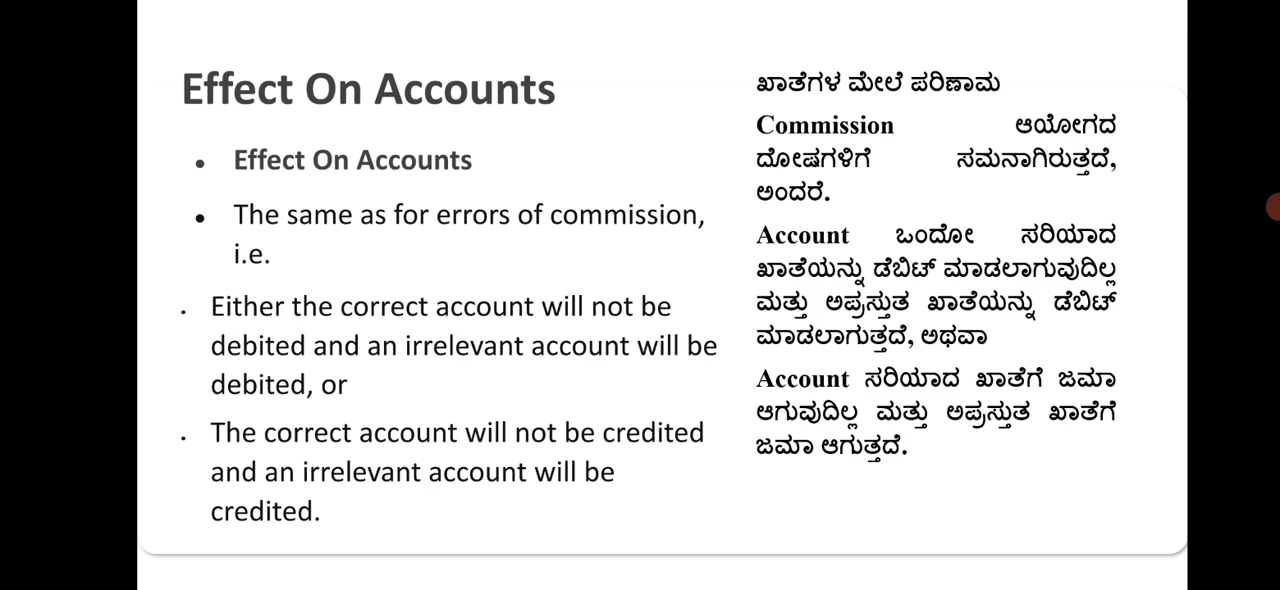 Effect On Accounts
• Effect On Accounts
• The same as for errors of commission,
i.e.
• Either the correct account will not be
debited and an irrelevant account will be
debited, or
• The correct account will not be credited
and an irrelevant account will be
credited.
ಖಾತೆಗಳ ಮೇಲೆ ಪರಿಣಾಮ
Commission ಆಯೋಗದ
ದೋಷಗಳಿಗೆ ಸಮನಾಗಿರುತ್ತದೆ,
ಅಂದರೆ.
Account ಒಂದೋ ಸರಿಯಾದ
ಖಾತೆಯನ್ನು ಡೆಬಿಟ್ ಮಾಡಲಾಗುವುದಿಲ್ಲ
ಮತ್ತು ಅಪ್ರಸ್ತುತ ಖಾತೆಯನ್ನು ಡೆಬಿಟ್
ಮಾಡಲಾಗುತ್ತದೆ, ಅಥವಾ
Account ಸರಿಯಾದ ಖಾತೆಗೆ ಜಮಾ
ಆಗುವುದಿಲ್ಲ ಮತ್ತು ಅಪ್ರಸ್ತುತ ಖಾತೆಗೆ
ಜಮಾ ಆಗುತ್ತದೆ.